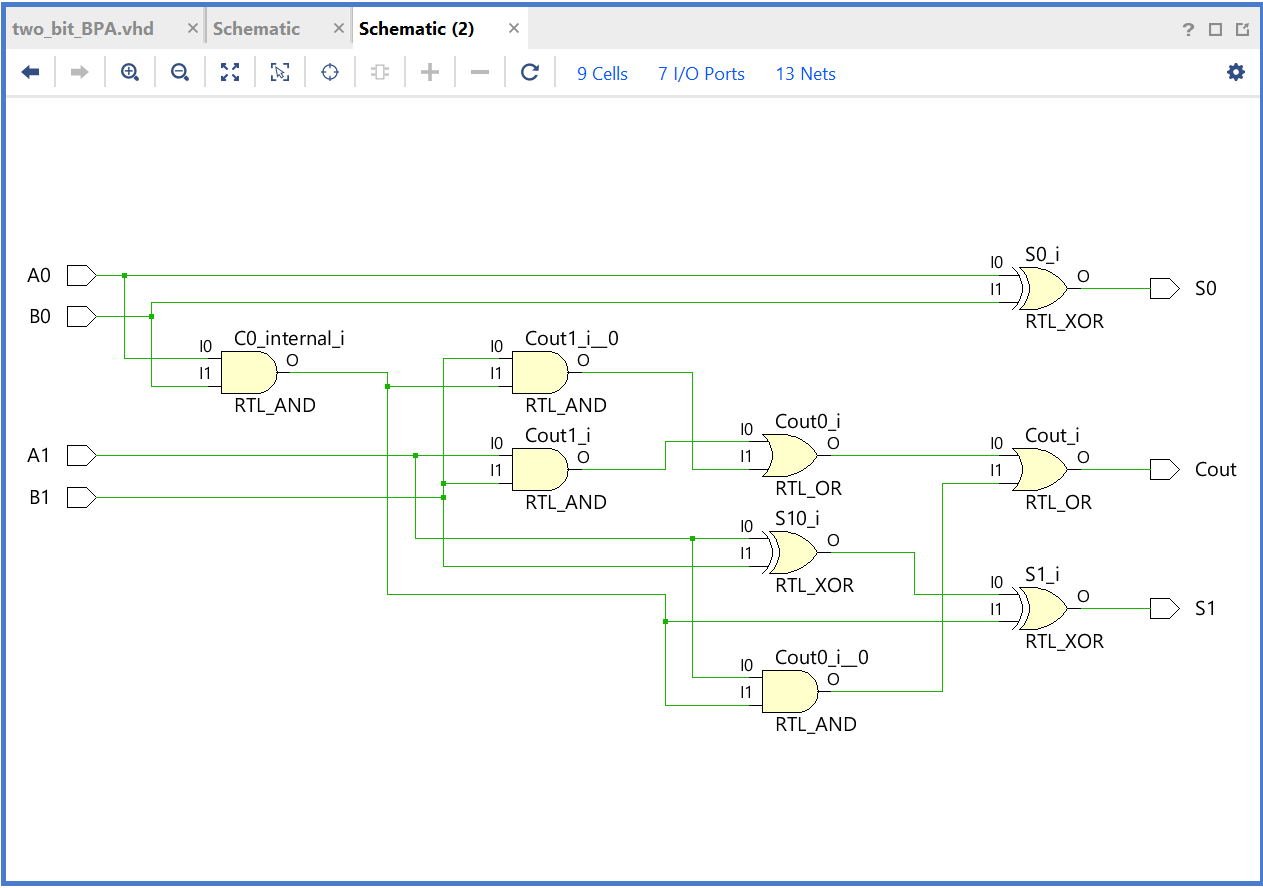 two_bit_BPA.vhd × Schematic × Schematic (2) ×
?
9 Cells 7 I/O Ports 13 Nets
S0_i
I0 O
A0
I1 S0
B0
RTL_XOR
C0_internal_i Cout1_i__0
I0 O I0 O
I1 I1
RTL_AND RTL_AND
Cout0_i
Cout1_i I0 O Cout_i
I0 O I0 O
A1 I1
I1 I1 Cout
RTL_OR
B1 RTL_AND RTL_OR
S10_i
I0 O
I1
S1_i
I0 O
RTL_XOR
I1 S1
RTL_XOR
Cout0_i__0
I0 O
I1
RTL_AND